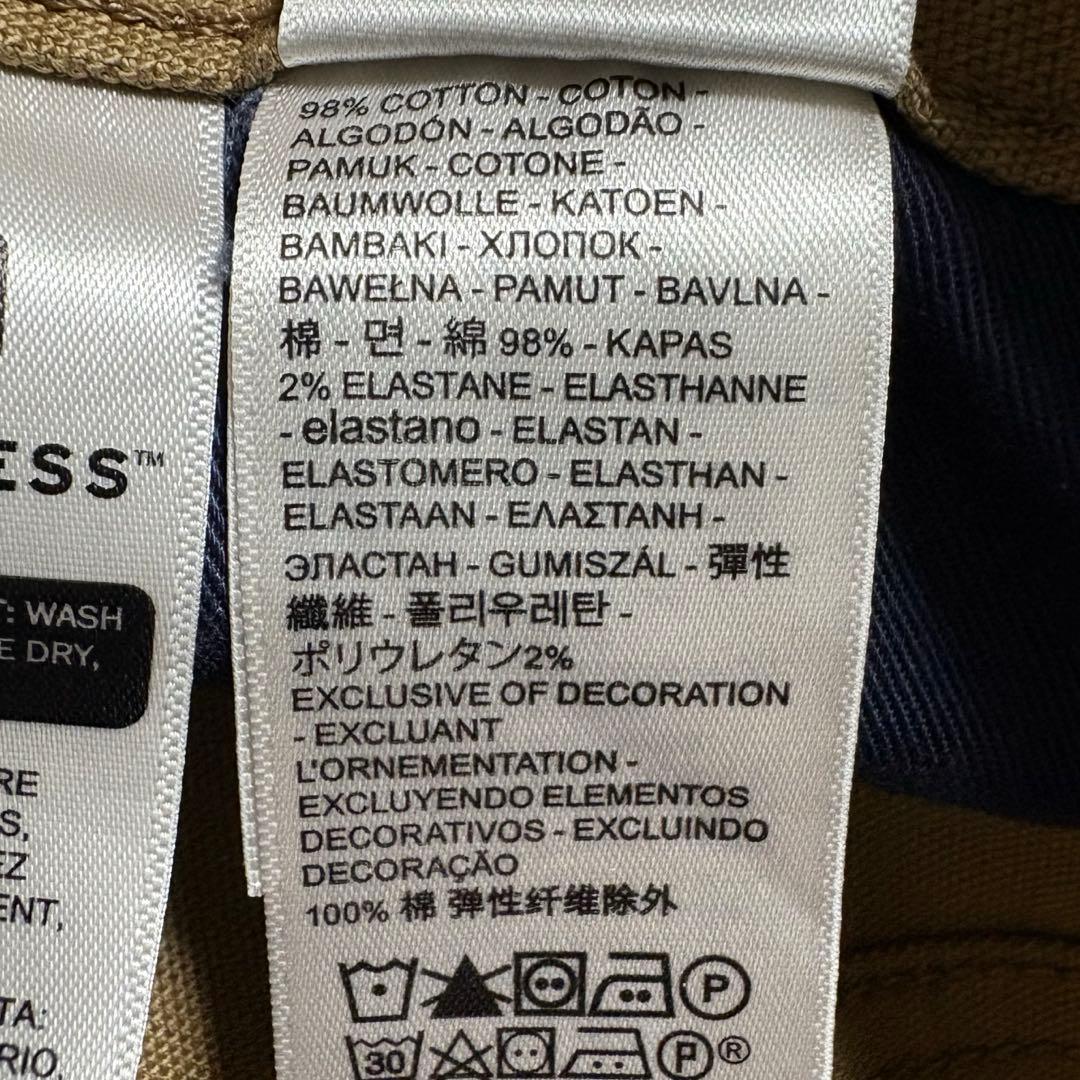 ESS™
T: WASH
E DRY,
RE
S,
EZ
ENT,
TA:
RIO,
98% COTTON - COTON -
ALGODÓN - ALGODÃO -
PAMUK - COTONE -
BAUMWOLLE - KATOEN -
BAMBAKI - ХЛОПОК -
BAWEŁNA - PAMUT - BAVLNA -
棉 - 면 - 綿 98% - KAPAS
2% ELASTANE - ELASTHANNE
- elastano - ELASTAN -
ELASTOMERO - ELASTHAN -
ELASTAAN - ΕΛΑΣΤΑΝΗ -
ЭЛАСТАН - GUMISZÁL - 彈性
纖維 - 폴리우레탄 -
ポリウレタン2%
EXCLUSIVE OF DECORATION
- EXCLUANT
L'ORNEMENTATION -
EXCLUYENDO ELEMENTOS
DECORATIVOS - EXCLUINDO
DECORAÇÃO
100% 棉 弹性纤维除外
P
30 P ®